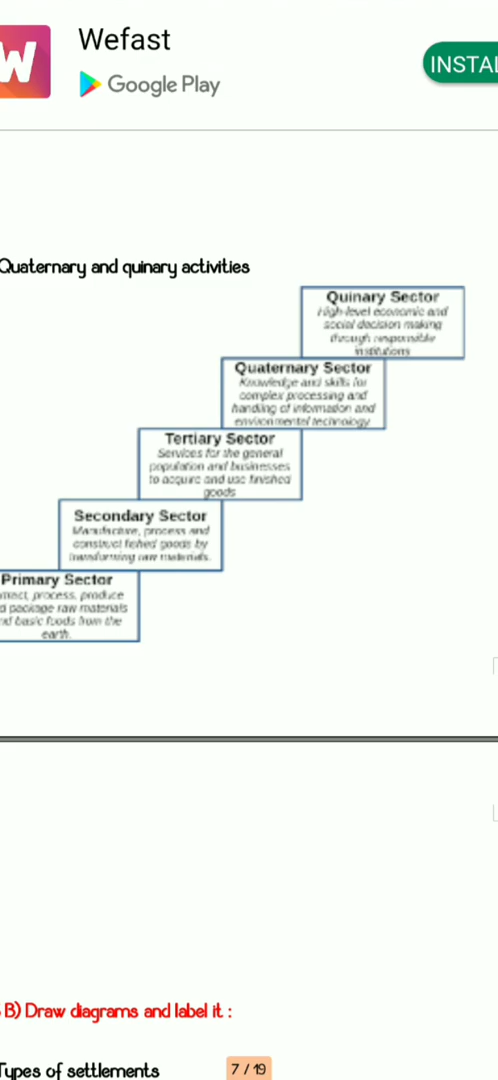 W
Wefast
Google Play
INSTAL
Quaternary and quinary activities
Quinary Sector
High-level economic and
social decision making
through responsible
institutions
Quaternary Sector
Knowledge and skills for
complex processing and
handling of information and
environmental technology
Tertiary Sector
Services for the general
population and businesses
to acquire and use finished
goods
Secondary Sector
Manufacture, process and
construct fished goods by
transforming raw materials.
Primary Sector
process, produce
package raw materials
basic foods from the
earth.
B) Draw diagrams and label it :
Types of settlements
7 / 19